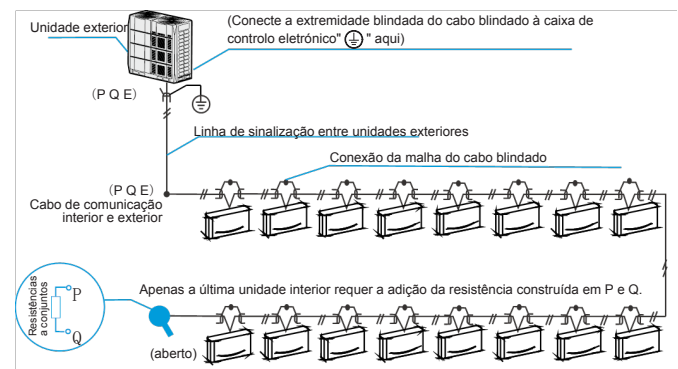 Unidade exterior
(Conecte a extremidade blindada do cabo blindado à caixa de
controlo eletrónico" " aqui)
(P Q E)
Linha de sinalização entre unidades exteriores
Conexão da malha do cabo blindado
(P Q E)
Cabo de comunicação
interior e exterior
Apenas a última unidade interior requer a adição da resistência construída em P e Q.
Resistências
a conjuntos
P
Q
(aberto)